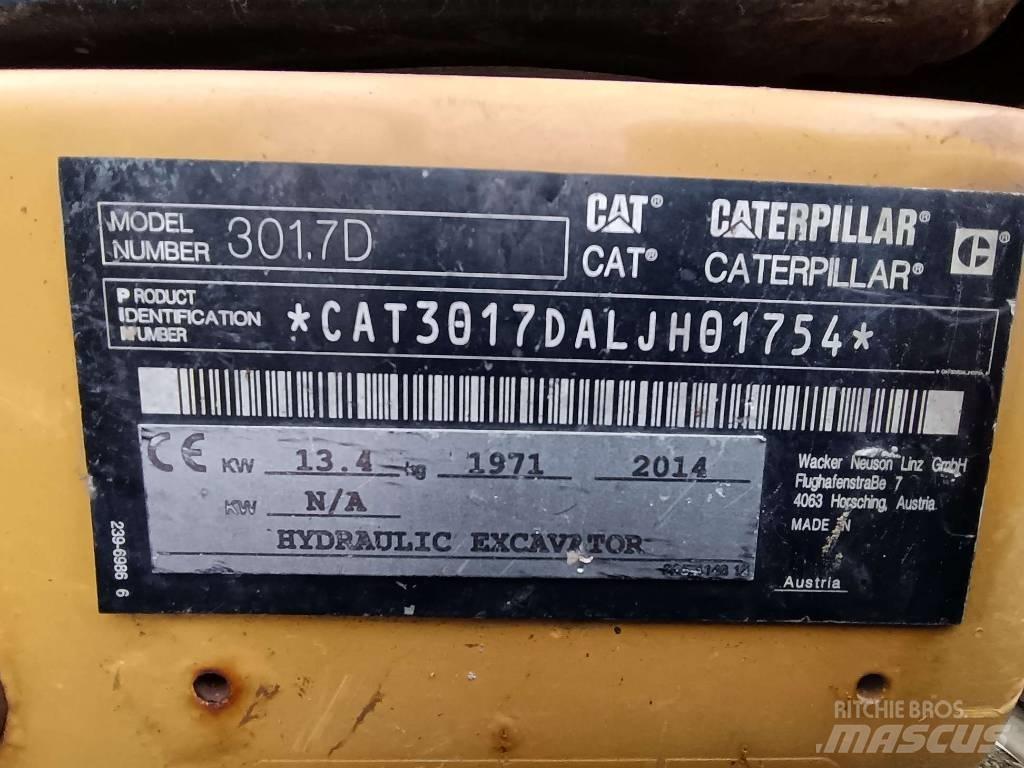 MODEL
NUMBER 301.7D
CAT® CATERPILLAR®
CAT® CATERPILLAR® C®
PRODUCT
IDENTIFICATION
NUMBER *CAT3017DALJH01754*
CE KW 13.4 kg 1971 2014
KW N/A
HYDRAULIC EXCAVATOR
Wacker Neuson Linz GmbH
Flughafenstraße 7
4063 Horsching, Austria
MADE IN
Austria
239-6986 6
RITCHIE BROS.
MASCUS